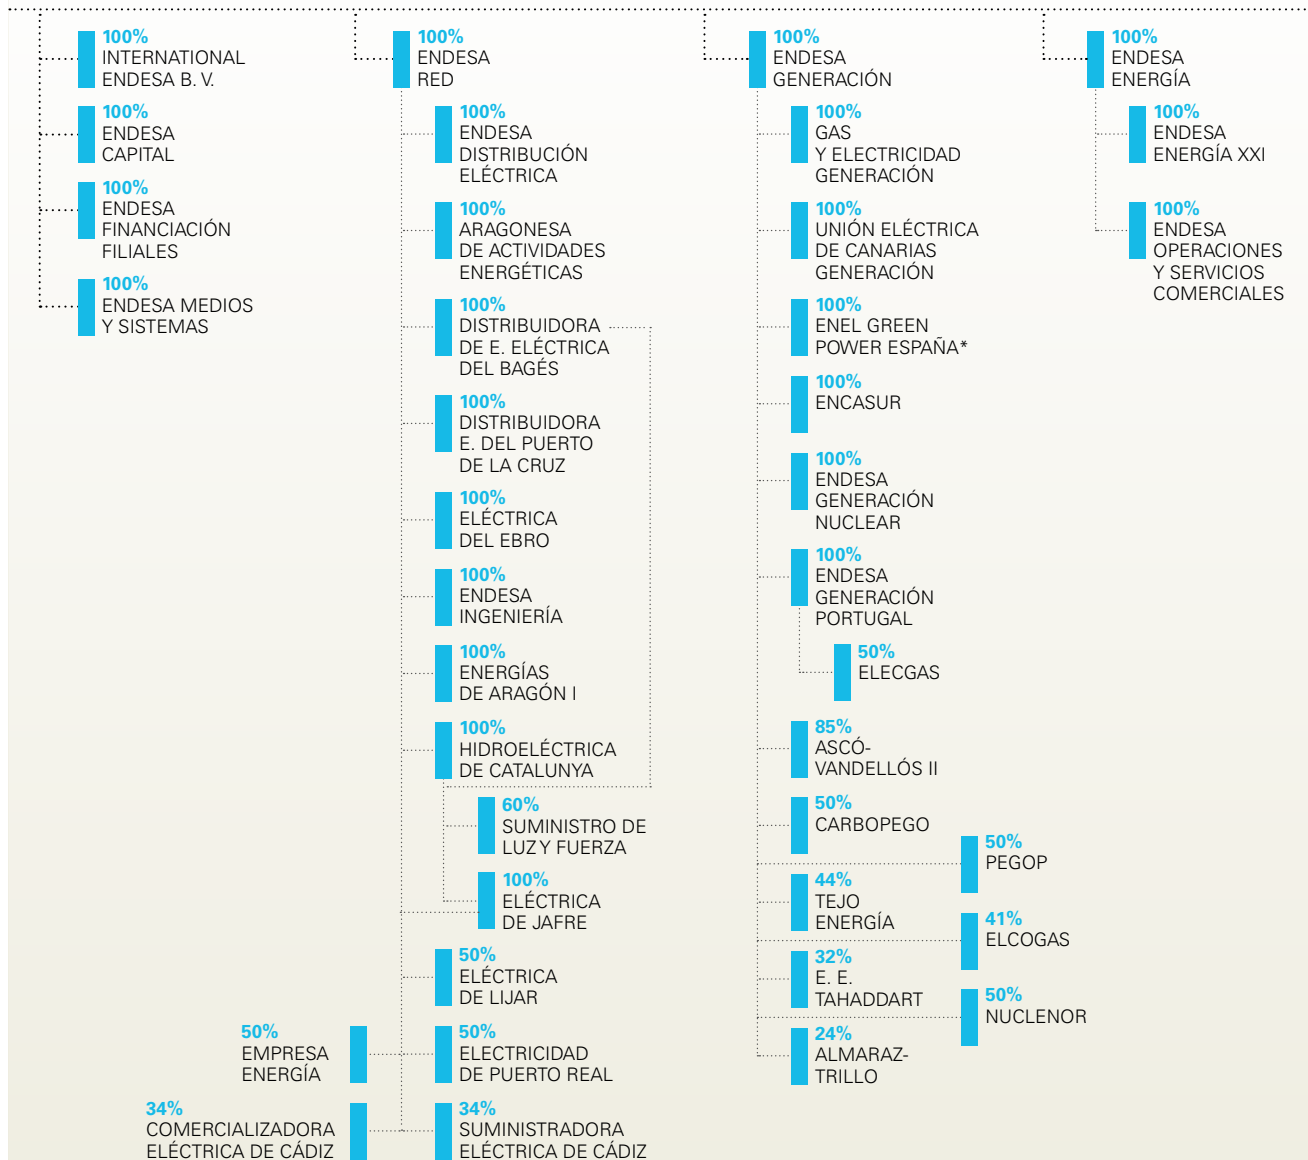 100%
INTERNATIONAL
ENDESA B. V.
100%
ENDESA
CAPITAL
100%
ENDESA
FINANCIACIÓN
FILIALES
100%
ENDESA MEDIOS
Y SISTEMAS
100%
ENDESA
RED
100%
ENDESA
DISTRIBUCIÓN
ELÉCTRICA
100%
ARAGONESA
DE ACTIVIDADES
ENERGÉTICAS
100%
DISTRIBUIDORA
DE E. ELÉCTRICA
DEL BAGÉS
100%
DISTRIBUIDORA
E. DEL PUERTO
DE LA CRUZ
100%
ELÉCTRICA
DEL EBRO
100%
ENDESA
INGENIERÍA
100%
ENERGÍAS
DE ARAGÓN I
100%
HIDROELÉCTRICA
DE CATALUNYA
60%
SUMINISTRO DE
LUZ Y FUERZA
100%
ELÉCTRICA
DE JAFRE
50%
ELÉCTRICA
DE LIJAR
50%
EMPRESA
ENERGÍA
50%
ELECTRICIDAD
DE PUERTO REAL
34%
COMERCIALIZADORA
ELÉCTRICA DE CÁDIZ
34%
SUMINISTRADORA
ELÉCTRICA DE CÁDIZ
100%
ENDESA
GENERACIÓN
100%
GAS
Y ELECTRICIDAD
GENERACIÓN
100%
UNIÓN ELÉCTRICA
DE CANARIAS
GENERACIÓN
100%
ENEL GREEN
POWER ESPAÑA*
100%
ENCASUR
100%
ENDESA
GENERACIÓN
NUCLEAR
100%
ENDESA
GENERACIÓN
PORTUGAL
50%
ELECGAS
85%
ASCÓ-
VANDELLÓS II
50%
CARBOPEGO
50%
PEGOP
44%
TEJO
ENERGÍA
41%
ELCOGAS
32%
E. E.
TAHADDART
50%
NUCLENOR
24%
ALMARAZ-
TRILLO
100%
ENDESA
ENERGÍA
100%
ENDESA
ENERGÍA XXI
100%
ENDESA
OPERACIONES
Y SERVICIOS
COMERCIALES